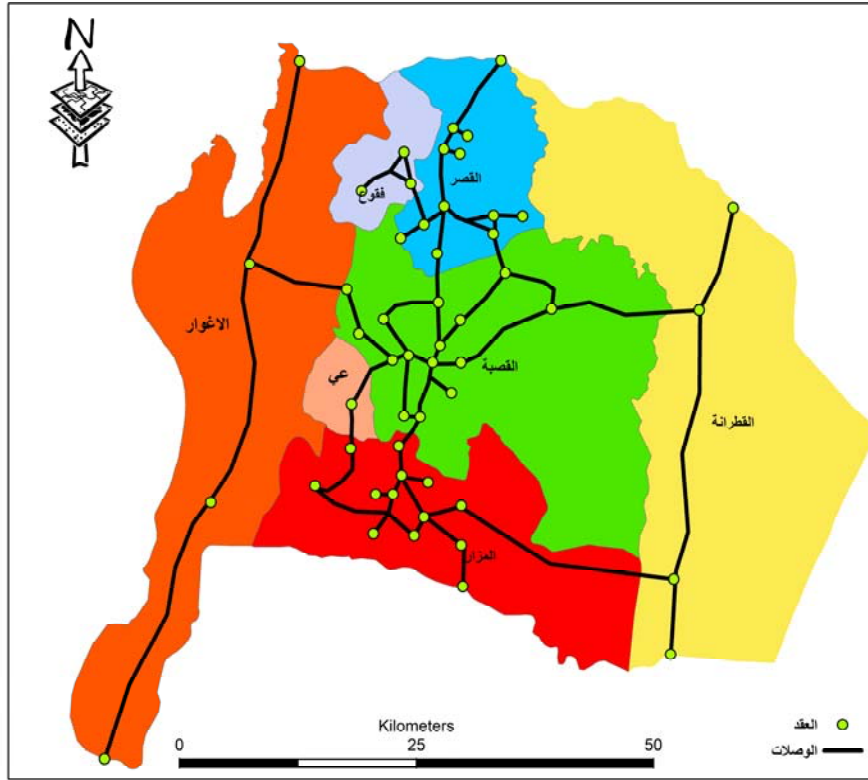 N
القصر
فقوع
الاغوار
القصبة
عي
القطرانة
المزار
Kilometers
0 25 50
العقد
الوصلات